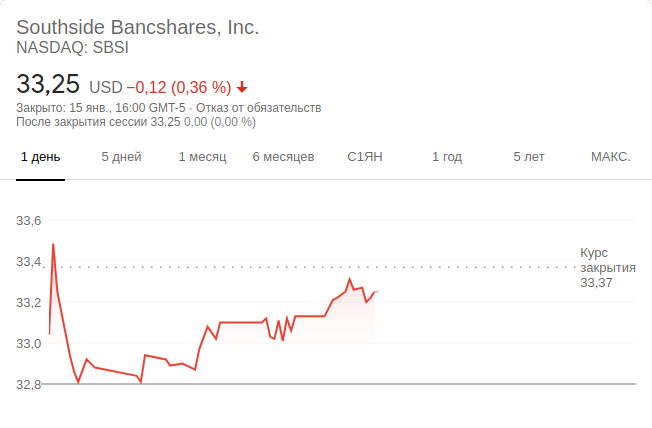 Southside Bancshares, Inc.
NASDAQ: SBSI
33,25 USD −0,12 (0,36 %)
Закрыто: 15 янв., 16:00 GMT-5 · Отказ от обязательств
После закрытия сессии 33,25 0,00 (0,00 %)
1 день 5 дней 1 месяц 6 месяцев С1ЯН 1 год 5 лет МАКС.
33,6
33,4
33,2
33,0
32,8
Курс
закрытия
33,37